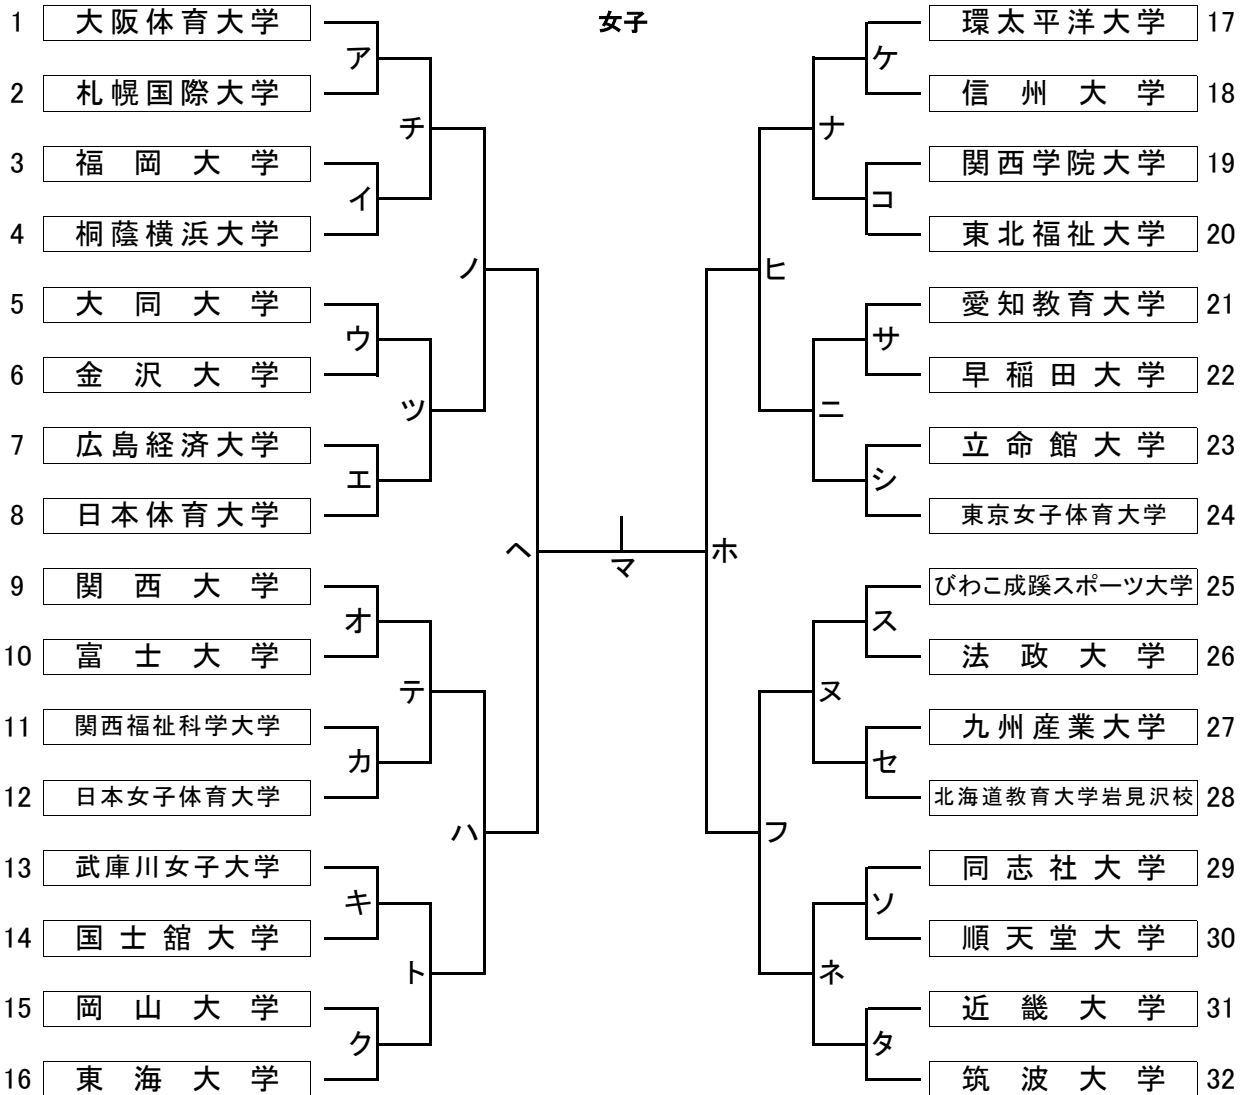 女子
1 大阪体育大学
ア
2 札幌国際大学
チ
3 福岡大学
イ
4 桐蔭横浜大学
ノ
5 大同大学
ウ
6 金沢大学
ツ
7 広島経済大学
エ
8 日本体育大学
ヘ
9 関西大学
オ
10 富士大学
テ
11 関西福祉科学大学
カ
12 日本女子体育大学
ハ
13 武庫川女子大学
キ
14 国士舘大学
ト
15 岡山大学
ク
16 東海大学
マ
環太平洋大学 17
ケ
信州大学 18
ナ
関西学院大学 19
コ
東北福祉大学 20
ヒ
愛知教育大学 21
サ
早稲田大学 22
ニ
立命館大学 23
シ
東京女子体育大学 24
ホ
びわこ成蹊スポーツ大学 25
ス
法政大学 26
ヌ
九州産業大学 27
セ
北海道教育大学岩見沢校 28
フ
同志社大学 29
ソ
順天堂大学 30
ネ
近畿大学 31
タ
筑波大学 32